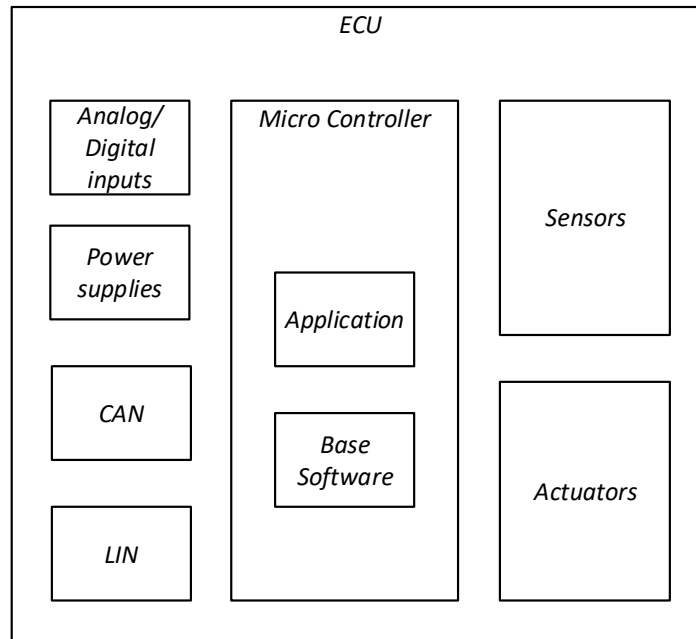 ECU
Analog/
Digital
inputs
Power
supplies
CAN
LIN
Micro Controller
Application
Base
Software
Sensors
Actuators